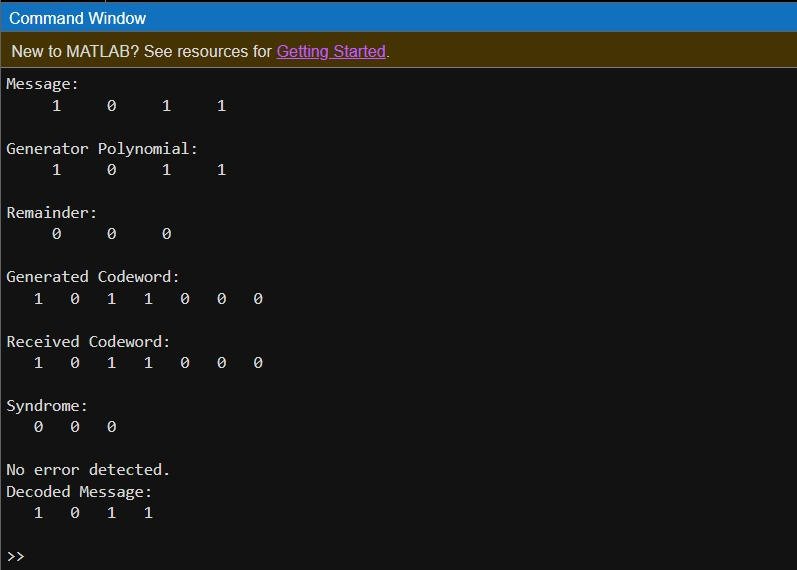 Command Window
New to MATLAB? See resources for Getting Started.
Message:
1 0 1 1
Generator Polynomial:
1 0 1 1
Remainder:
0 0 0
Generated Codeword:
1 0 1 1 0 0 0
Received Codeword:
1 0 1 1 0 0 0
Syndrome:
0 0 0
No error detected.
Decoded Message:
1 0 1 1
>>